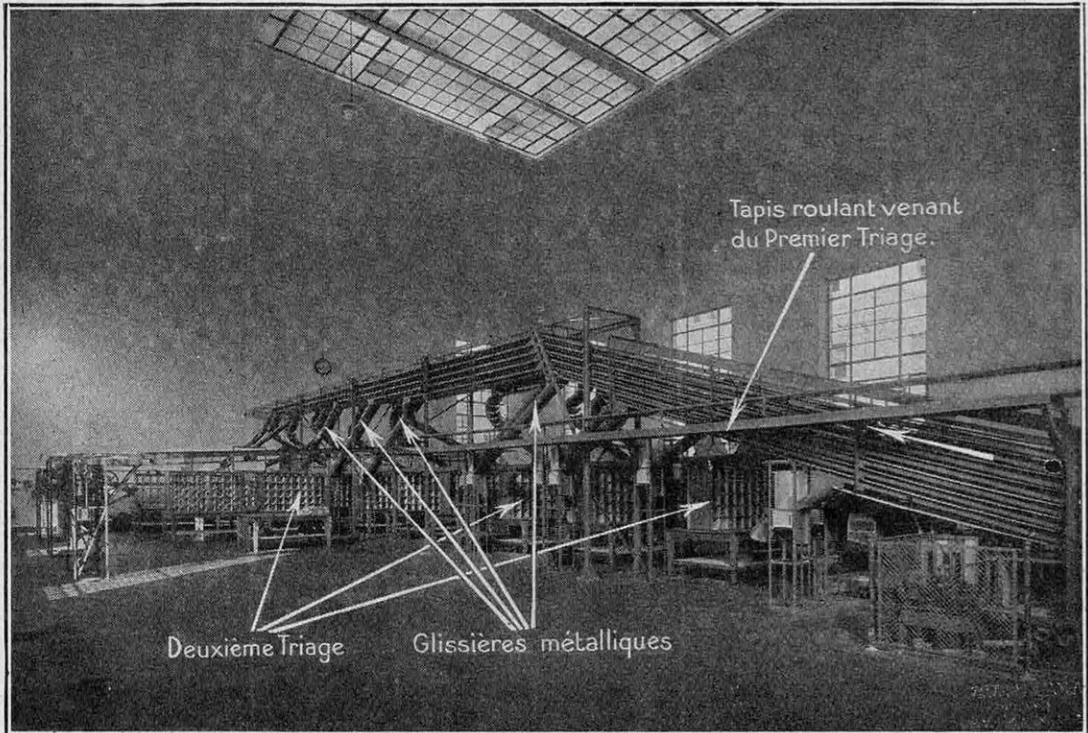 Tapis roulant venant
du Premier Triage.
Deuxième Triage
Glissières métalliques